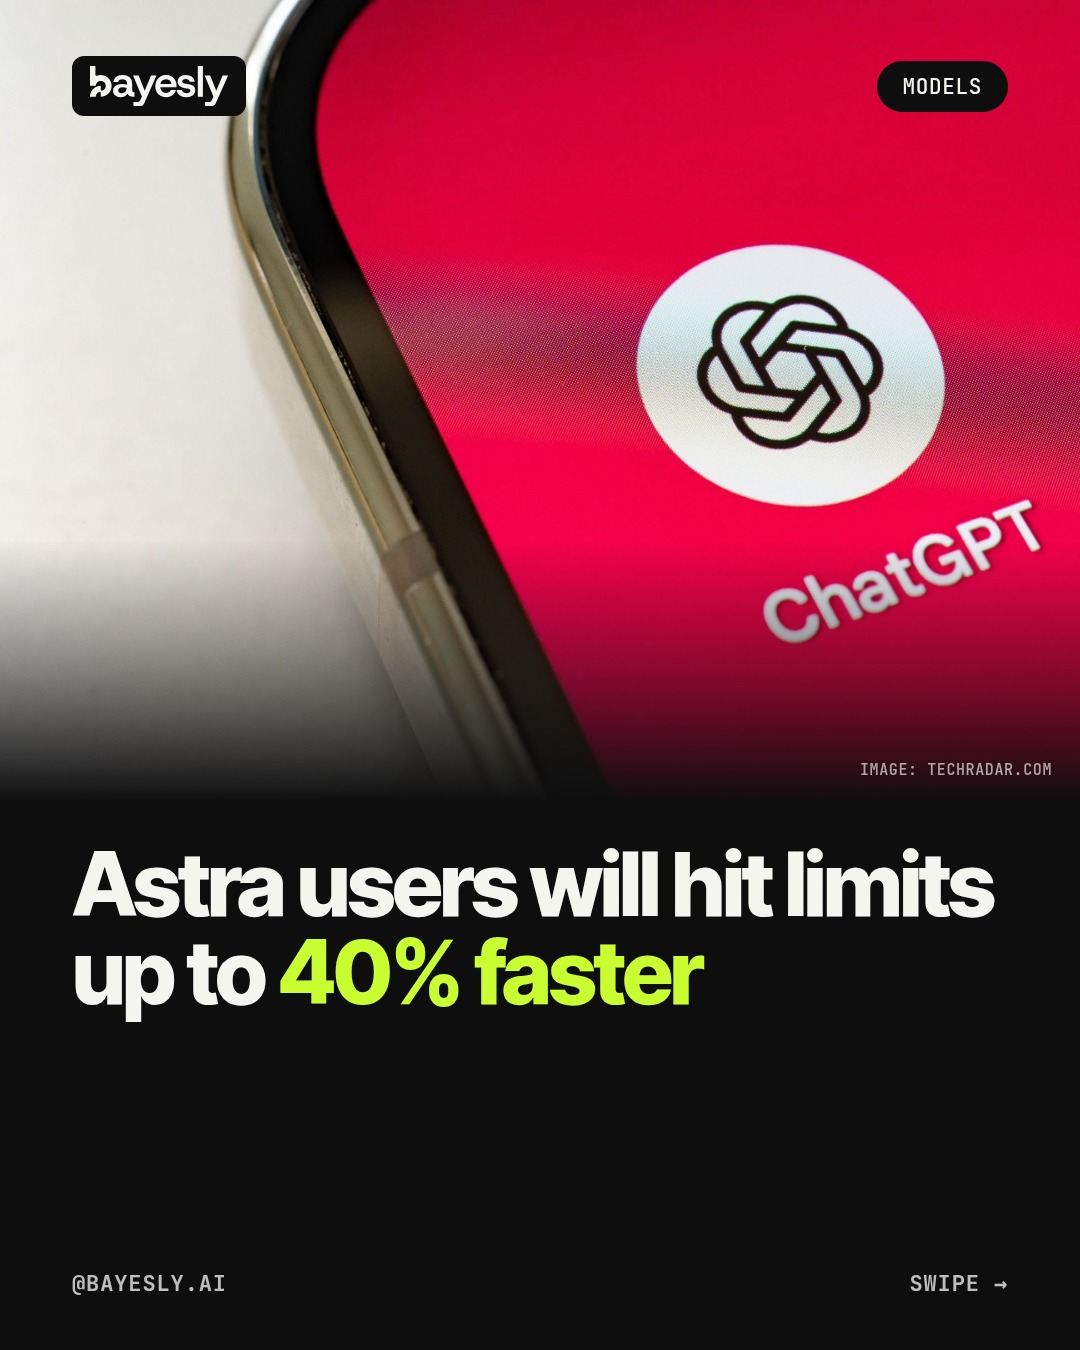 bayesly
MODELS
ChatGPT
IMAGE: TECHRADAR.COM
Astra users will hit limits
up to 40% faster
@BAYESLY.AI
SWIPE →